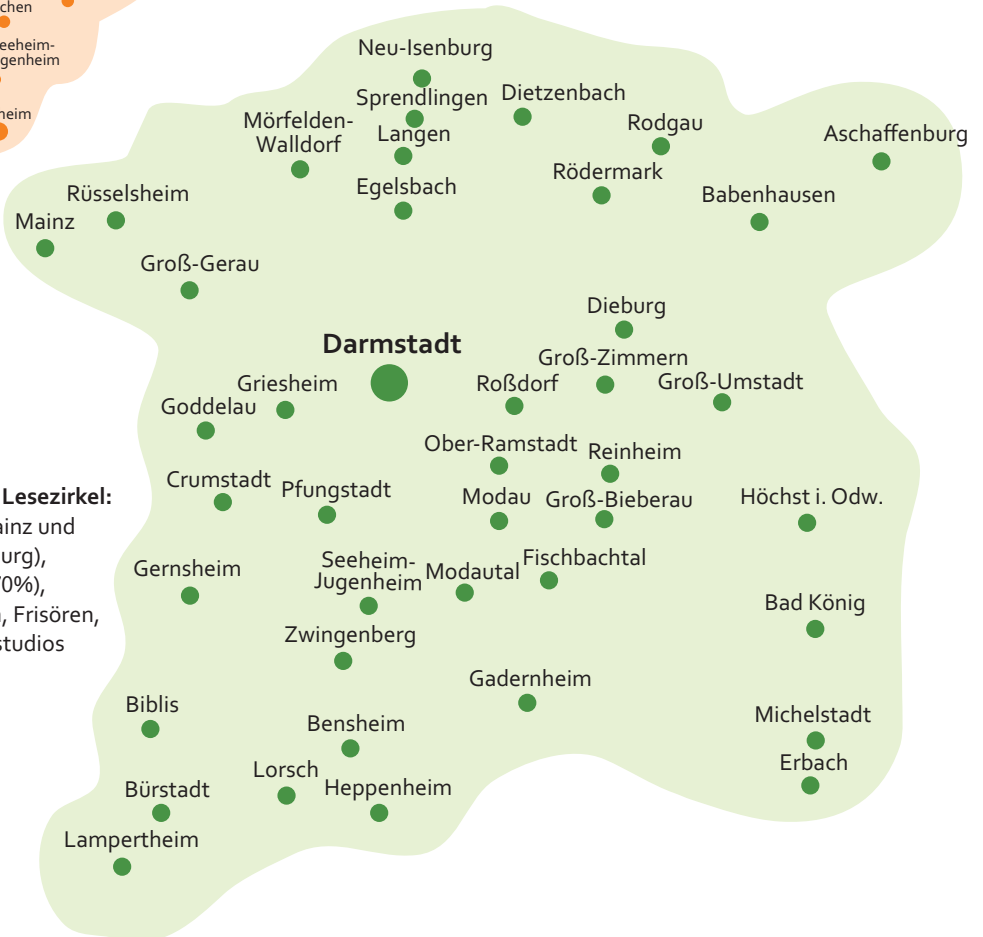 chen
eeheim-
genheim
heim
Neu-Isenburg
Sprendlingen
Dietzenbach
Mörfelden-
Walldorf
Langen
Rodgau
Aschaffenburg
Egelsbach
Rödermark
Babenhausen
Rüsselsheim
Mainz
Groß-Gerau
Dieburg
Darmstadt
Groß-Zimmern
Griesheim
Roßdorf
Groß-Umstadt
Goddelau
Ober-Ramstadt
Reinheim
Crumstadt
Pfungstadt
Modau
Groß-Bieberau
Höchst i. Odw.
Lesezirkel:
ainz und
urg),
70%),
, Frisören,
studios
Gernsheim
Seeheim-
Jugenheim
Modautal
Fischbachtal
Bad König
Zwingenberg
Gadernheim
Biblis
Bensheim
Michelstadt
Erbach
Lorsch
Heppenheim
Bürstadt
Lampertheim